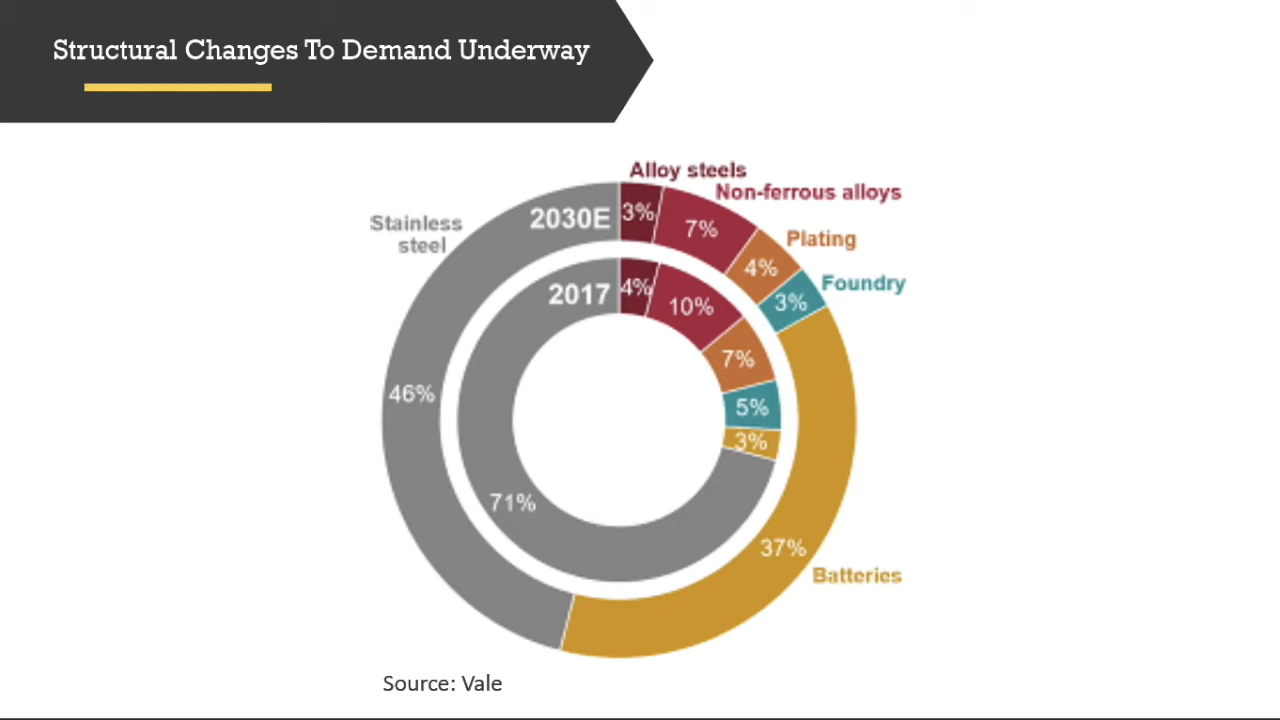 Structural Changes To Demand Underway
Alloy steels
Non-ferrous alloys
Stainless
steel
2030E
3%
7%
Plating
4%
Foundry
3%
2017
4%
10%
7%
5%
3%
46%
71%
37%
Batteries
Source: Vale